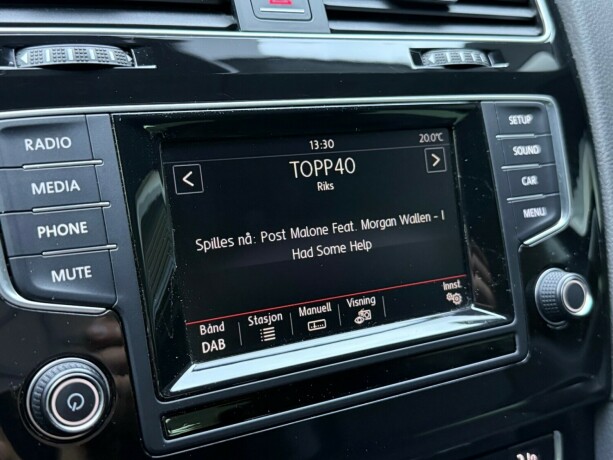 RADIO
MEDIA
PHONE
MUTE
13:30
20.0°C
<
TOPP40
>
Riks
Spilles nå: Post Malone Feat. Morgan Wallen - I
Had Some Help
Bånd
DAB
Stasjon
Manuell
Visning
Innst.
SETUP
SOUND
CAR
MENU